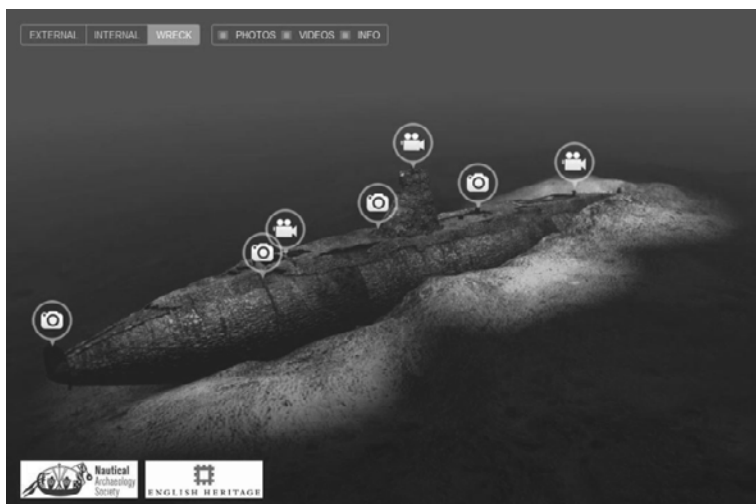 EXTERNAL INTERNAL WRECK PHOTOS VIDEOS INFO
Nautical
Archaeology
Society
ENGLISH HERITAGE